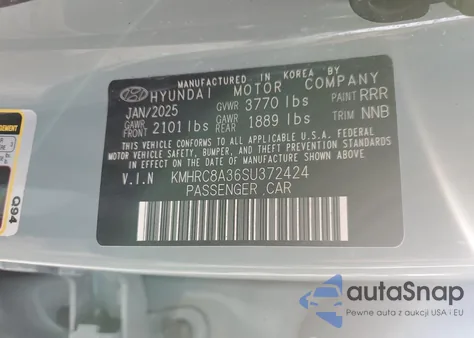 MANUFACTURED IN KOREA BY
HYUNDAI MOTOR COMPANY
JAN/2025 GVWR 3770 lbs PAINT RRR
GAWR FRONT 2101 lbs GAWR REAR 1889 lbs TRIM NNB
THIS VEHICLE CONFORMS TO ALL APPLICABLE U.S. FEDERAL MOTOR
VEHICLE SAFETY, BUMPER, AND THEFT PREVENTION STANDARDS
IN EFFECT ON THE DATE OF MANUFACTURE SHOWN ABOVE.
V.I.N KMHRC8A36SU372424
PASSENGER CAR
Q94
autoSnap
Pewne auta z aukcji USA i EU